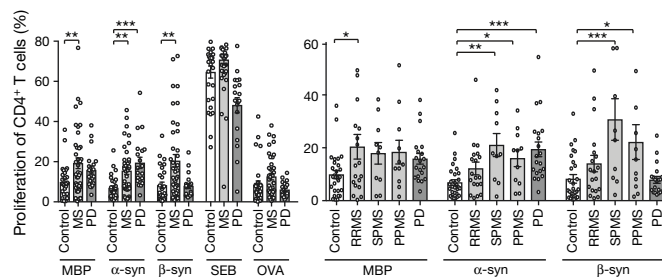 Proliferation of CD4+ T cells (%)
80
60
40
20
0
** *** ** **
Control MS PD Control MS PD Control MS PD Control MS PD Control MS PD
MBP α-syn β-syn SEB OVA
60
40
20
0
* *** * ** * ***
Control RRMS SPMS PPMS PD Control RRMS SPMS PPMS PD Control RRMS SPMS PPMS PD
MBP α-syn β-syn